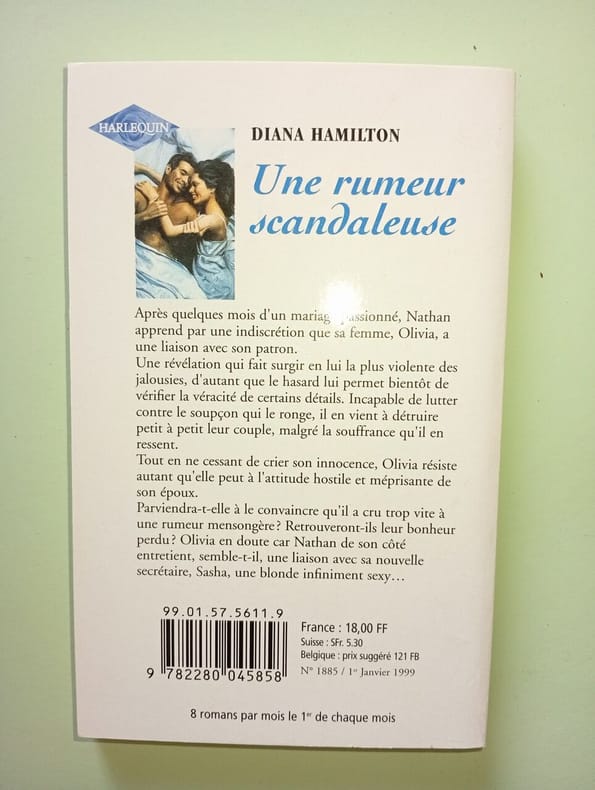 HARLEQUIN
DIANA HAMILTON
Une rumeur
scandaleuse
Après quelques mois d'un mariag passionné, Nathan
apprend par une indiscrétion que sa femme, Olivia, a
une liaison avec son patron.
Une révélation qui fait surgir en lui la plus violente des
jalousies, d'autant que le hasard lui permet bientôt de
vérifier la véracité de certains détails. Incapable de lutter
contre le soupçon qui le ronge, il en vient à détruire
petit à petit leur couple, malgré la souffrance qu'il en
ressent.
Tout en ne cessant de crier son innocence, Olivia résiste
autant qu'elle peut à l'attitude hostile et méprisante de
son époux.
Parviendra-t-elle à le convaincre qu'il a cru trop vite à
une rumeur mensongère? Retrouveront-ils leur bonheur
perdu? Olivia en doute car Nathan de son côté
entretient, semble-t-il, une liaison avec sa nouvelle
secrétaire, Sasha, une blonde infiniment sexy...
99.01.57.5611.9
9 782280 045858
France : 18,00 FF
Suisse : SFr. 5.30
Belgique : prix suggéré 121 FB
N° 1885 / 1er Janvier 1999
8 romans par mois le 1er de chaque mois